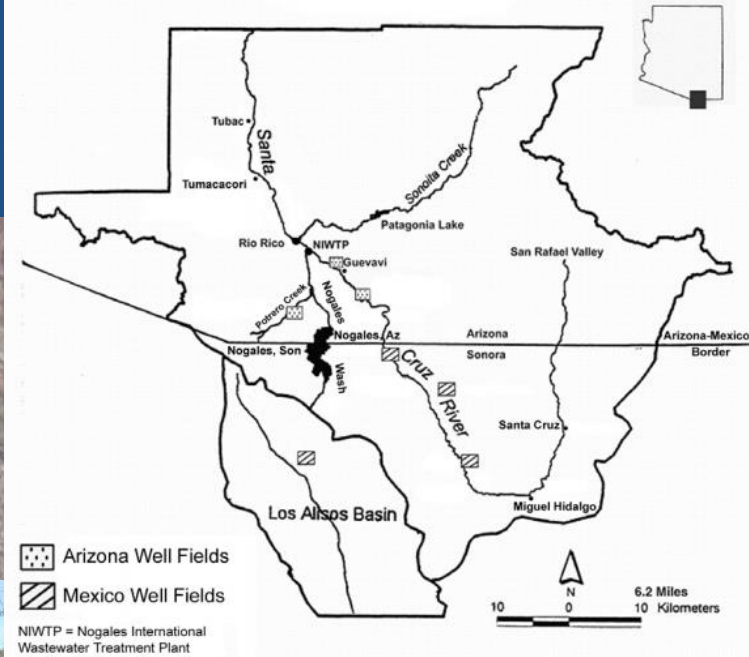 Tubac
Santa
Tumacacori
Sonoita Creek
Patagonia Lake
Rio Rico
NIWTP
Guevavi
San Rafael Valley
Potrero Creek
Nogales
Nogales, Az
Arizona
Arizona-Mexico
Nogales, Son
Sonora
Border
Wash
Cruz
River
Santa Cruz
Miguel Hidalgo
Los Alisos Basin
Arizona Well Fields
Mexico Well Fields
NIWTP = Nogales International
Wastewater Treatment Plant
N
6.2 Miles
10 0 10 Kilometers